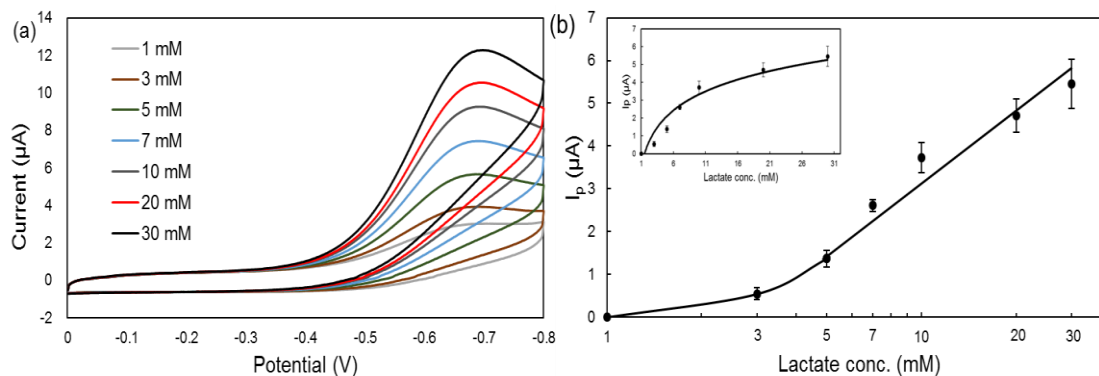 (a)
14
12
10
8
6
4
2
0
-2
Current (µA)
1 mM
3 mM
5 mM
7 mM
10 mM
20 mM
30 mM
0 -0.1 -0.2 -0.3 -0.4 -0.5 -0.6 -0.7 -0.8
Potential (V)
(b)
7
6
5
4
3
2
1
0
Ip (µA)
1 3 5 7 10 20 30
Lactate conc. (mM)
7
6
5
4
3
2
1
0
Ip (µA)
1 6 11 16 21 26 31
Lactate conc. (mM)